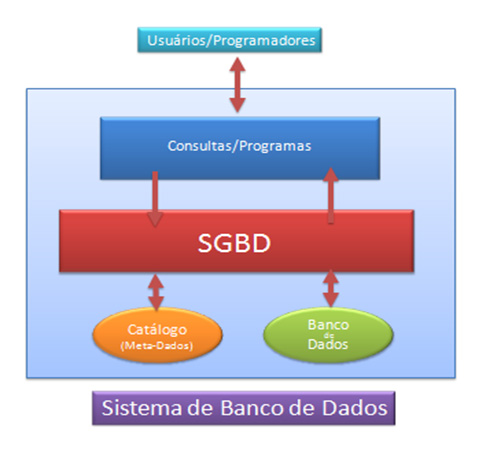 Usuários/Programadores
Consultas/Programas
SGBD
Catálogo
(Meta-Dados)
Banco
de
Dados
Sistema de Banco de Dados